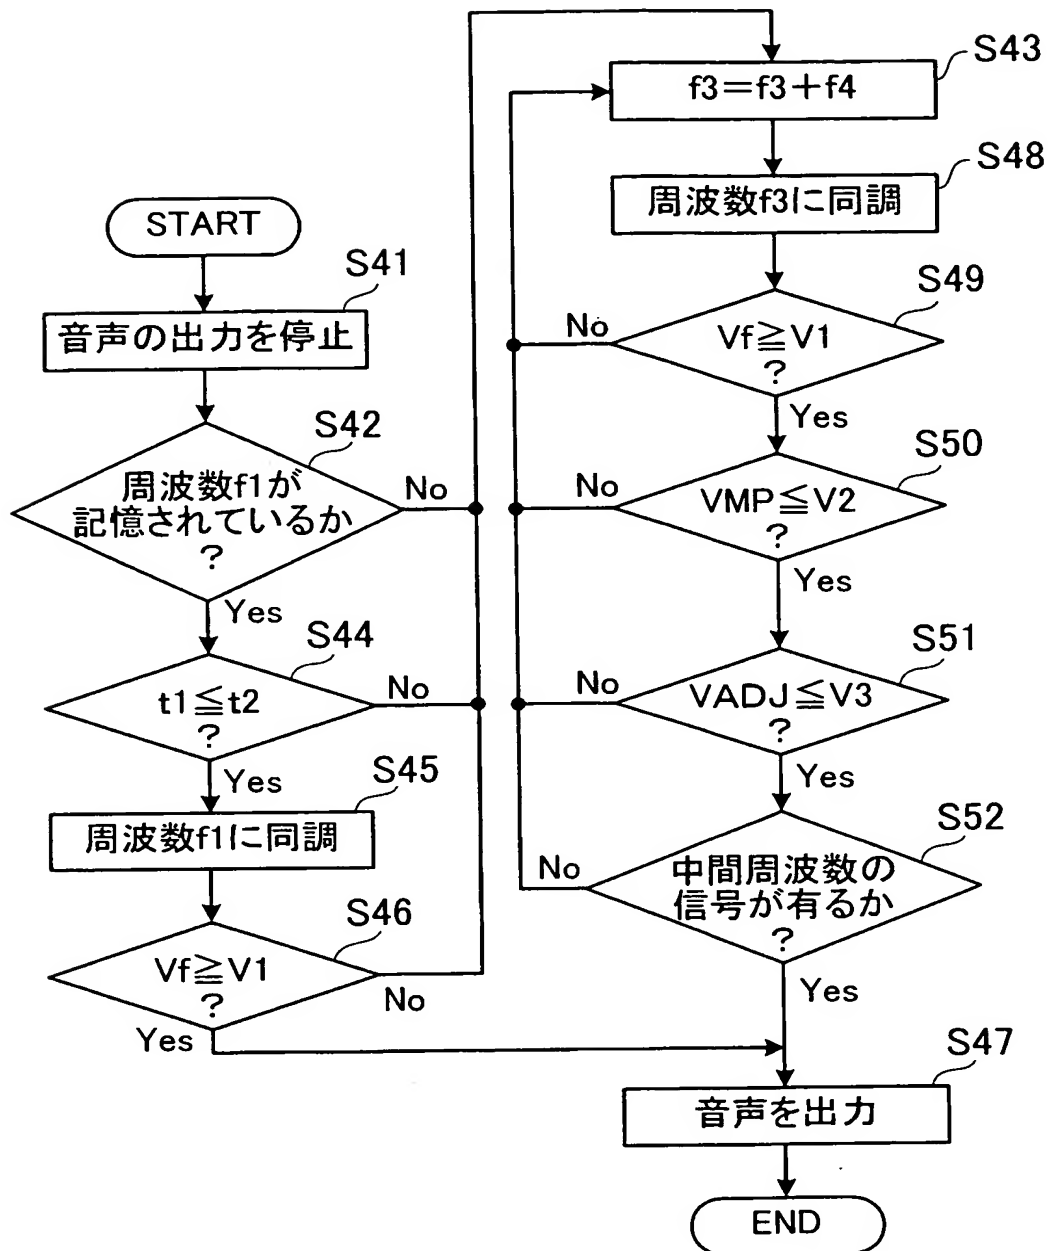 START
S41
音声の出力を停止
S42
周波数f1が
記憶されているか
?
No
Yes
S44
t1≦t2
?
No
Yes
S45
周波数f1に同調
S46
Vf≧V1
?
No
Yes
S43
f3=f3+f4
S48
周波数f3に同調
S49
Vf≧V1
?
No
Yes
S50
VMP≦V2
?
No
Yes
S51
VADJ≦V3
?
No
Yes
S52
中間周波数の
信号が有るか
?
No
Yes
S47
音声を出力
END